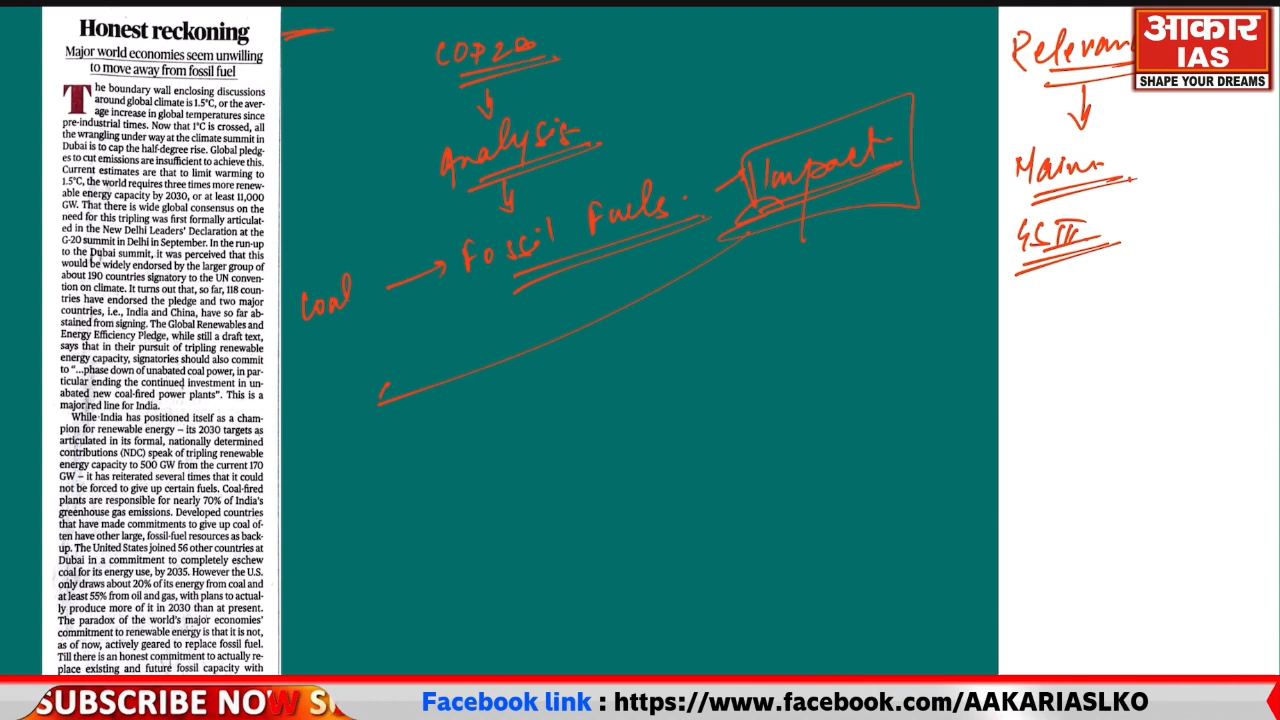 Honest reckoning
Major world economies seem unwilling
to move away from fossil fuel
The boundary wall enclosing discussions
around global climate is 1.5°C, or the aver-
age increase in global temperatures since
pre-industrial times. Now that 1°C is crossed, all
the wrangling under way at the climate summit in
Dubai is to cap the half-degree rise. Global pledg-
es to cut emissions are insufficient to achieve this.
Current estimates are that to limit warming to
1.5°C, the world requires three times more renew-
able energy capacity by 2030, or at least 11,000
GW. That there is wide global consensus on the
need for this tripling was first formally articulat-
ed in the New Delhi Leaders' Declaration at the
G-20 summit in Delhi in September. In the run-up
to the Dubai summit, it was perceived that this
would be widely endorsed by the larger group of
about 190 countries signatory to the UN conven-
tion on climate. It turns out that, so far, 118 coun-
tries have endorsed the pledge and two major
countries, i.e., India and China, have so far ab-
stained from signing. The Global Renewables and
Energy Efficiency Pledge, while still a draft text,
says that in their pursuit of tripling renewable
energy capacity, signatories should also commit
to "...phase down of unabated coal power, in par-
ticular ending the continued investment in un-
abated new coal-fired power plants". This is a
major red line for India.
While India has positioned itself as a cham-
pion for renewable energy – its 2030 targets as
articulated in its formal, nationally determined
contributions (NDC) speak of tripling renewable
energy capacity to 500 GW from the current 170
GW – it has reiterated several times that it could
not be forced to give up certain fuels. Coal-fired
plants are responsible for nearly 70% of India's
greenhouse gas emissions. Developed countries
that have made commitments to give up coal of-
ten have other large, fossil-fuel resources as back-
up. The United States joined 56 other countries at
Dubai in a commitment to completely eschew
coal for its energy use, by 2035. However the U.S.
only draws about 20% of its energy from coal and
at least 55% from oil and gas, with plans to actual-
ly produce more of it in 2030 than at present.
The paradox of the world's major economies'
commitment to renewable energy is that it is not,
as of now, actively geared to replace fossil fuel.
Till there is an honest commitment to actually re-
place existing and future fossil capacity with
Analysis
Fossil Fuels.
Impact
Coal
Mains
GS III
आकार
IAS
SHAPE YOUR DREAMS
SUBSCRIBE NOW
Facebook link : https://www.facebook.com/AAKARIASLKO